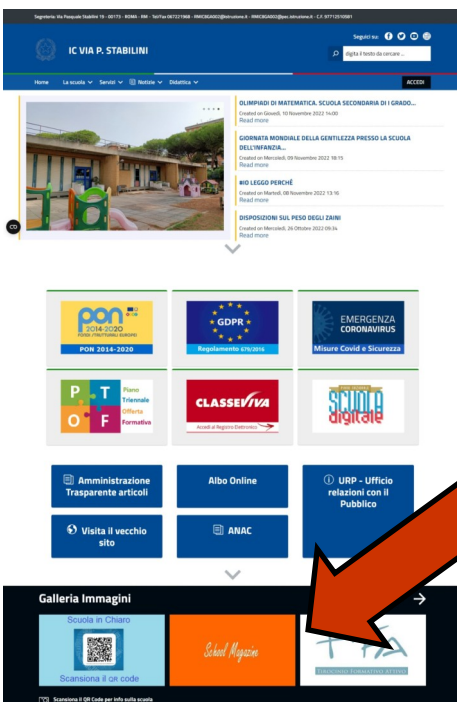 Segreteria: Via Pasquale Stabilini 19 - 00173 - ROMA - RM - Tel/Fax 067221968 - RMIC8GA002@istruzione.it - RMIC8GA002@pec.istruzione.it - C.F. 97712510581
Seguici su:
IC VIA P. STABILINI
digita il testo da cercare ..
Home La scuola Servizi Notizie Didattica ACCEDI
OLIMPIADI DI MATEMATICA. SCUOLA SECONDARIA DI I GRADO...
Created on Giovedì, 10 Novembre 2022 14:00
Read more
GIORNATA MONDIALE DELLA GENTILEZZA PRESSO LA SCUOLA
DELL'INFANZIA...
Created on Mercoledì, 09 Novembre 2022 18:15
Read more
#IO LEGGO PERCHÉ
Created on Martedì, 08 Novembre 2022 13:16
Read more
DISPOSIZIONI SUL PESO DEGLI ZAINI
Created on Mercoledì, 26 Ottobre 2022 09:34
Read more
pon
2014-2020
FONDI STRUTTURALI EUROPEI
PON 2014-2020
GDPR
Regolamento 679/2016
EMERGENZA
CORONAVIRUS
Misure Covid e Sicurezza
P T O F
Piano
Triennale
Offerta
Formativa
CLASSEVIVA
Accedi al Registro Elettronico
SCUOLA
digitale
Amministrazione
Trasparente articoli
Albo Online
URP - Ufficio
relazioni con il
Pubblico
Visita il vecchio
sito
ANAC
Galleria Immagini
Scuola in Chiaro
Scansiona il QR code
School Magazine
TIROCINIO FORMATIVO ATTIVO
Scansiona il QR Code per info sulla scuola